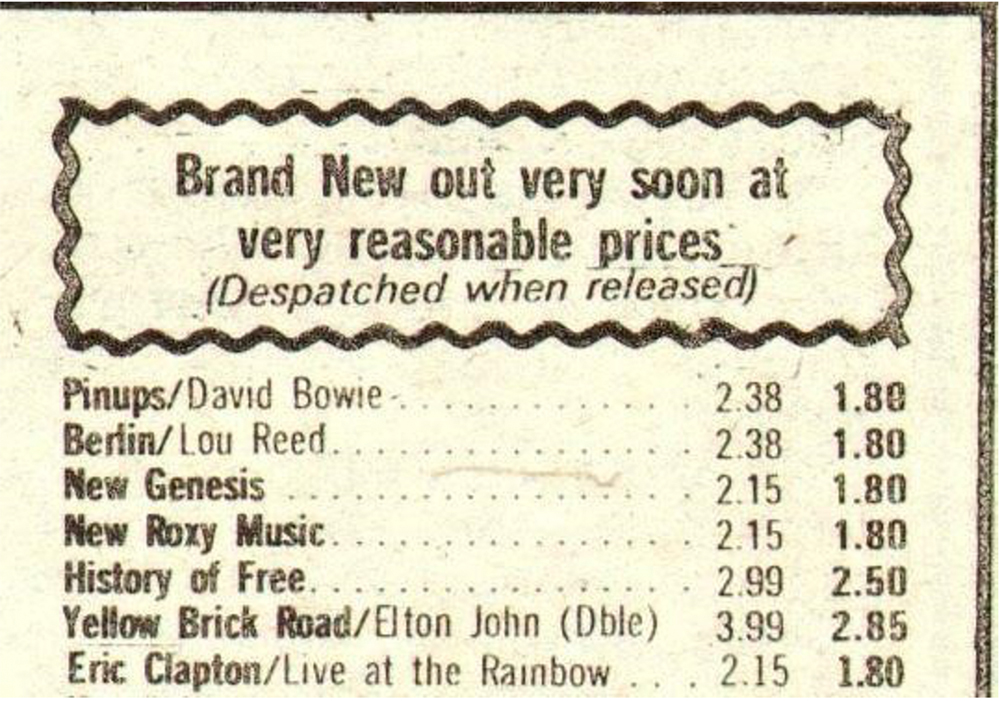 Brand New out very soon at
very reasonable prices
(Despatched when released)
Pinups/David Bowie . . . . . . . . . . . . . 2.38 1.80
Berlin/Lou Reed. . . . . . . . . . . . . . . . 2.38 1.80
New Genesis . . . . . . . . . . . . . . . . . . 2.15 1.80
New Roxy Music. . . . . . . . . . . . . . . . 2.15 1.80
History of Free. . . . . . . . . . . . . . . . . 2.99 2.50
Yellow Brick Road/Elton John (Dble) 3.99 2.85
Eric Clapton/Live at the Rainbow . . . 2.15 1.80